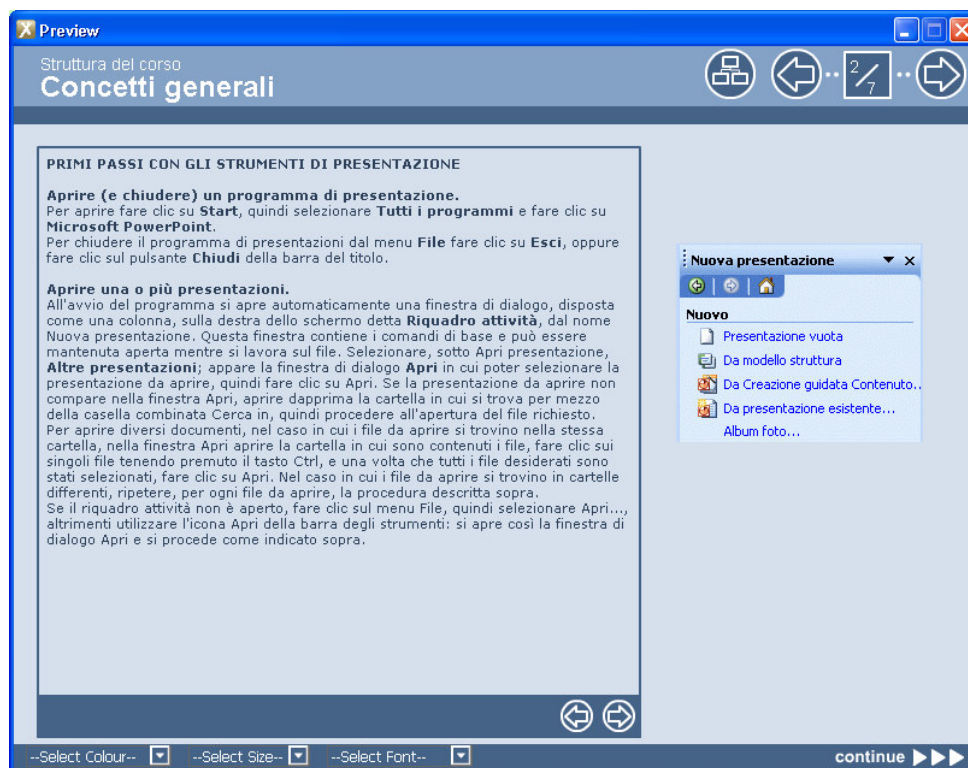 Preview
Struttura del corso
Concetti generali
2/7
PRIMI PASSI CON GLI STRUMENTI DI PRESENTAZIONE
Aprire (e chiudere) un programma di presentazione.
Per aprire fare clic su Start, quindi selezionare Tutti i programmi e fare clic su
Microsoft PowerPoint.
Per chiudere il programma di presentazioni dal menu File fare clic su Esci, oppure
fare clic sul pulsante Chiudi della barra del titolo.
Aprire una o più presentazioni.
All'avvio del programma si apre automaticamente una finestra di dialogo, disposta
come una colonna, sulla destra dello schermo detta Riquadro attività, dal nome
Nuova presentazione. Questa finestra contiene i comandi di base e può essere
mantenuta aperta mentre si lavora sul file. Selezionare, sotto Apri presentazione,
Altre presentazioni; appare la finestra di dialogo Apri in cui poter selezionare la
presentazione da aprire, quindi fare clic su Apri. Se la presentazione da aprire non
compare nella finestra Apri, aprire dapprima la cartella in cui si trova per mezzo
della casella combinata Cerca in, quindi procedere all'apertura del file richiesto.
Per aprire diversi documenti, nel caso in cui i file da aprire si trovino nella stessa
cartella, nella finestra Apri aprire la cartella in cui sono contenuti i file, fare clic sui
singoli file tenendo premuto il tasto Ctrl, e una volta che tutti i file desiderati sono
stati selezionati, fare clic su Apri. Nel caso in cui i file da aprire si trovino in cartelle
differenti, ripetere, per ogni file da aprire, la procedura descritta sopra.
Se il riquadro attività non è aperto, fare clic sul menu File, quindi selezionare Apri...,
altrimenti utilizzare l'icona Apri della barra degli strumenti: si apre così la finestra di
dialogo Apri e si procede come indicato sopra.
Nuova presentazione
Nuovo
Presentazione vuota
Da modello struttura
Da Creazione guidata Contenuto..
Da presentazione esistente...
Album foto...
--Select Colour--
--Select Size--
--Select Font--
continue